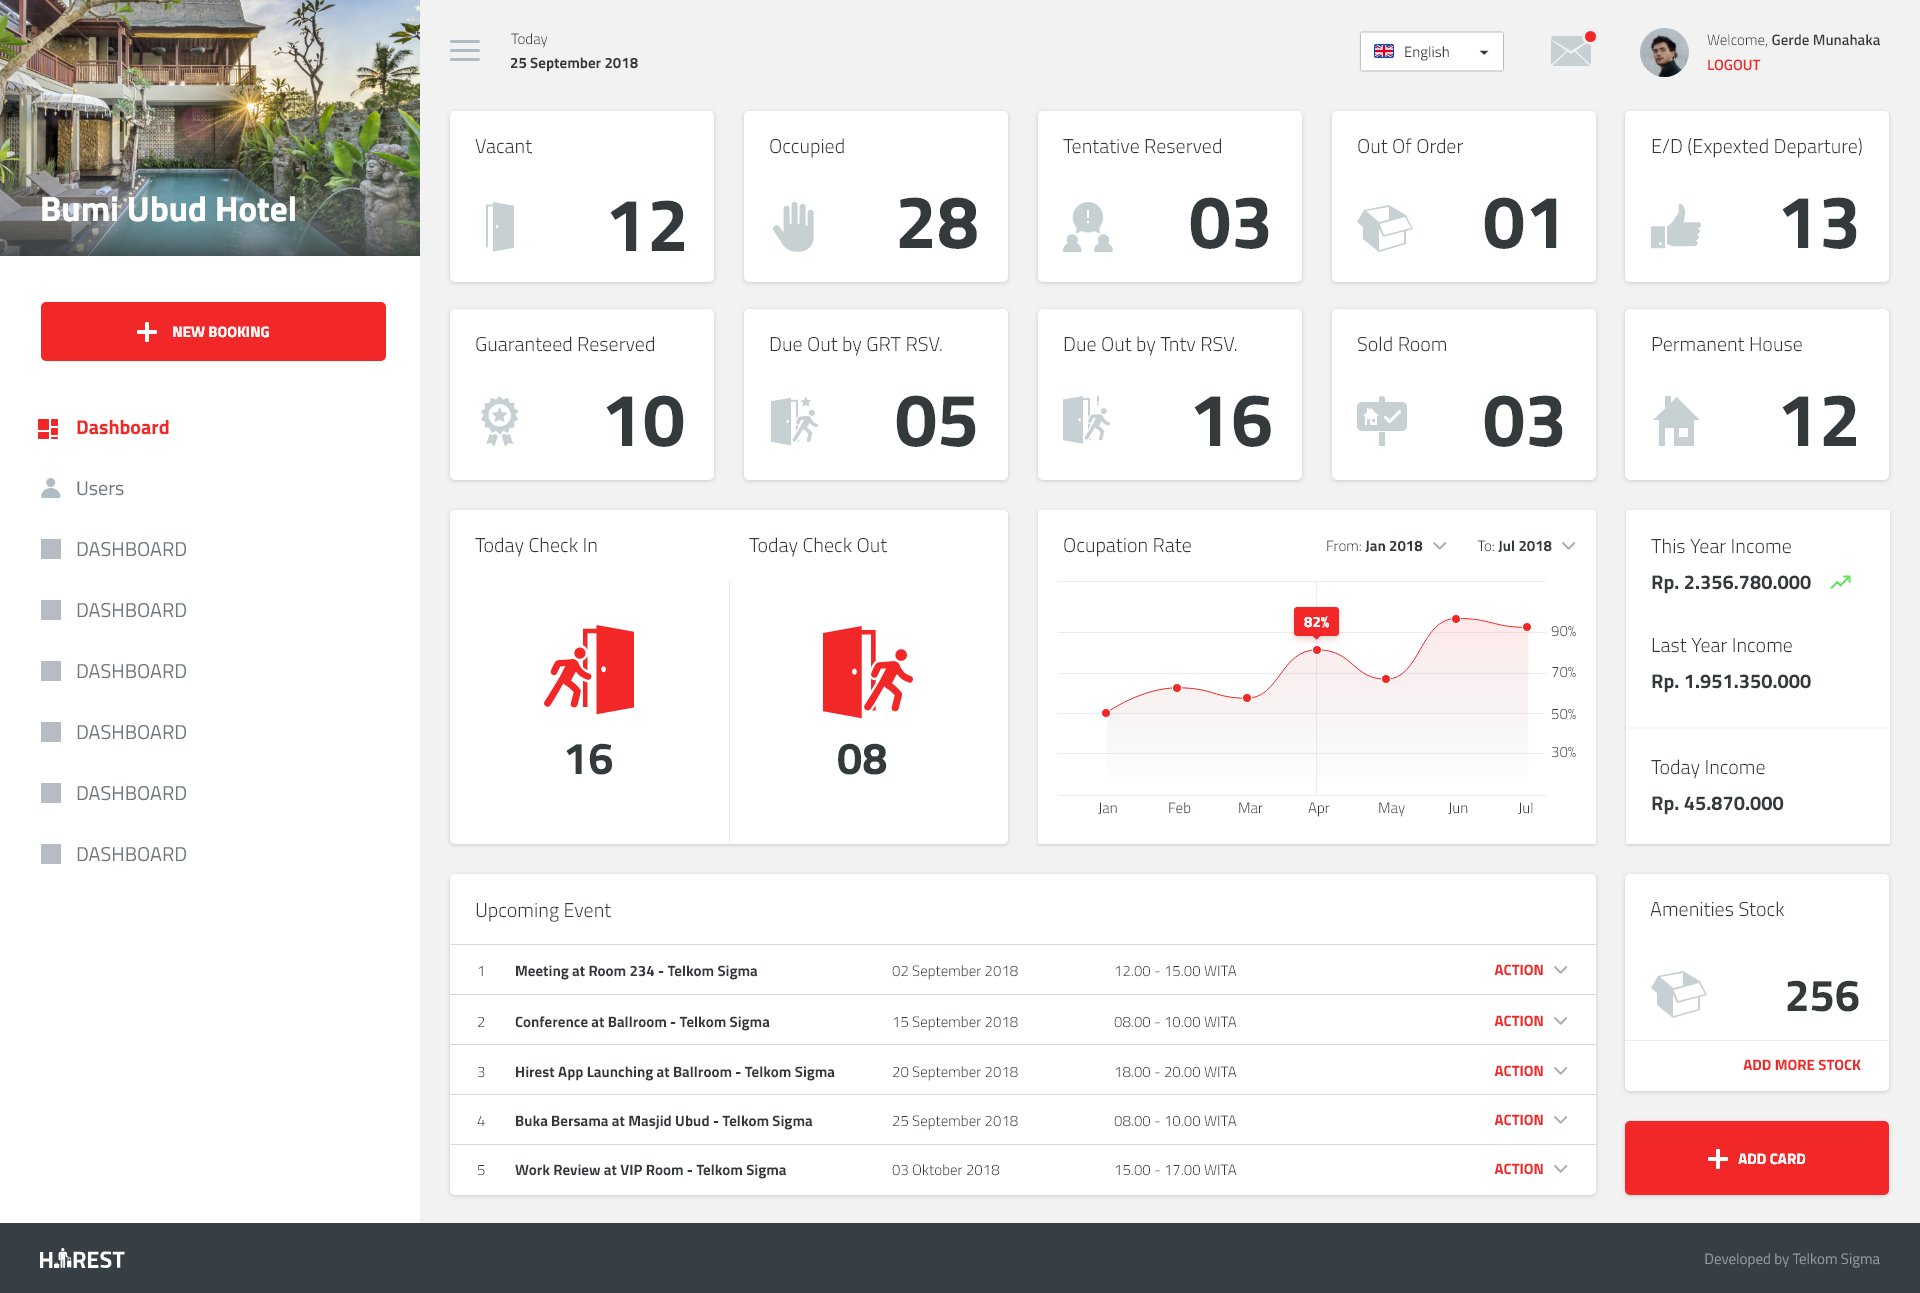 Bumi Ubud Hotel
NEW BOOKING
Dashboard
Users
DASHBOARD
DASHBOARD
DASHBOARD
DASHBOARD
DASHBOARD
DASHBOARD
Today
25 September 2018
English
Welcome, Gerde Munahaka
LOGOUT
Vacant
12
Occupied
28
Tentative Reserved
03
Out Of Order
01
E/D (Expexted Departure)
13
Guaranteed Reserved
10
Due Out by GRT RSV.
05
Due Out by Tntv RSV.
16
Sold Room
03
Permanent House
12
Today Check In
16
Today Check Out
08
Ocupation Rate
From: Jan 2018
To: Jul 2018
82%
90%
70%
50%
30%
Jan Feb Mar Apr May Jun Jul
This Year Income
Rp. 2.356.780.000
Last Year Income
Rp. 1.951.350.000
Today Income
Rp. 45.870.000
Upcoming Event
1 Meeting at Room 234 - Telkom Sigma 02 September 2018 12.00 - 15.00 WITA ACTION
2 Conference at Ballroom - Telkom Sigma 15 September 2018 08.00 - 10.00 WITA ACTION
3 Hirest App Launching at Ballroom - Telkom Sigma 20 September 2018 18.00 - 20.00 WITA ACTION
4 Buka Bersama at Masjid Ubud - Telkom Sigma 25 September 2018 08.00 - 10.00 WITA ACTION
5 Work Review at VIP Room - Telkom Sigma 03 Oktober 2018 15.00 - 17.00 WITA ACTION
Amenities Stock
256
ADD MORE STOCK
ADD CARD
HIREST
Developed by Telkom Sigma